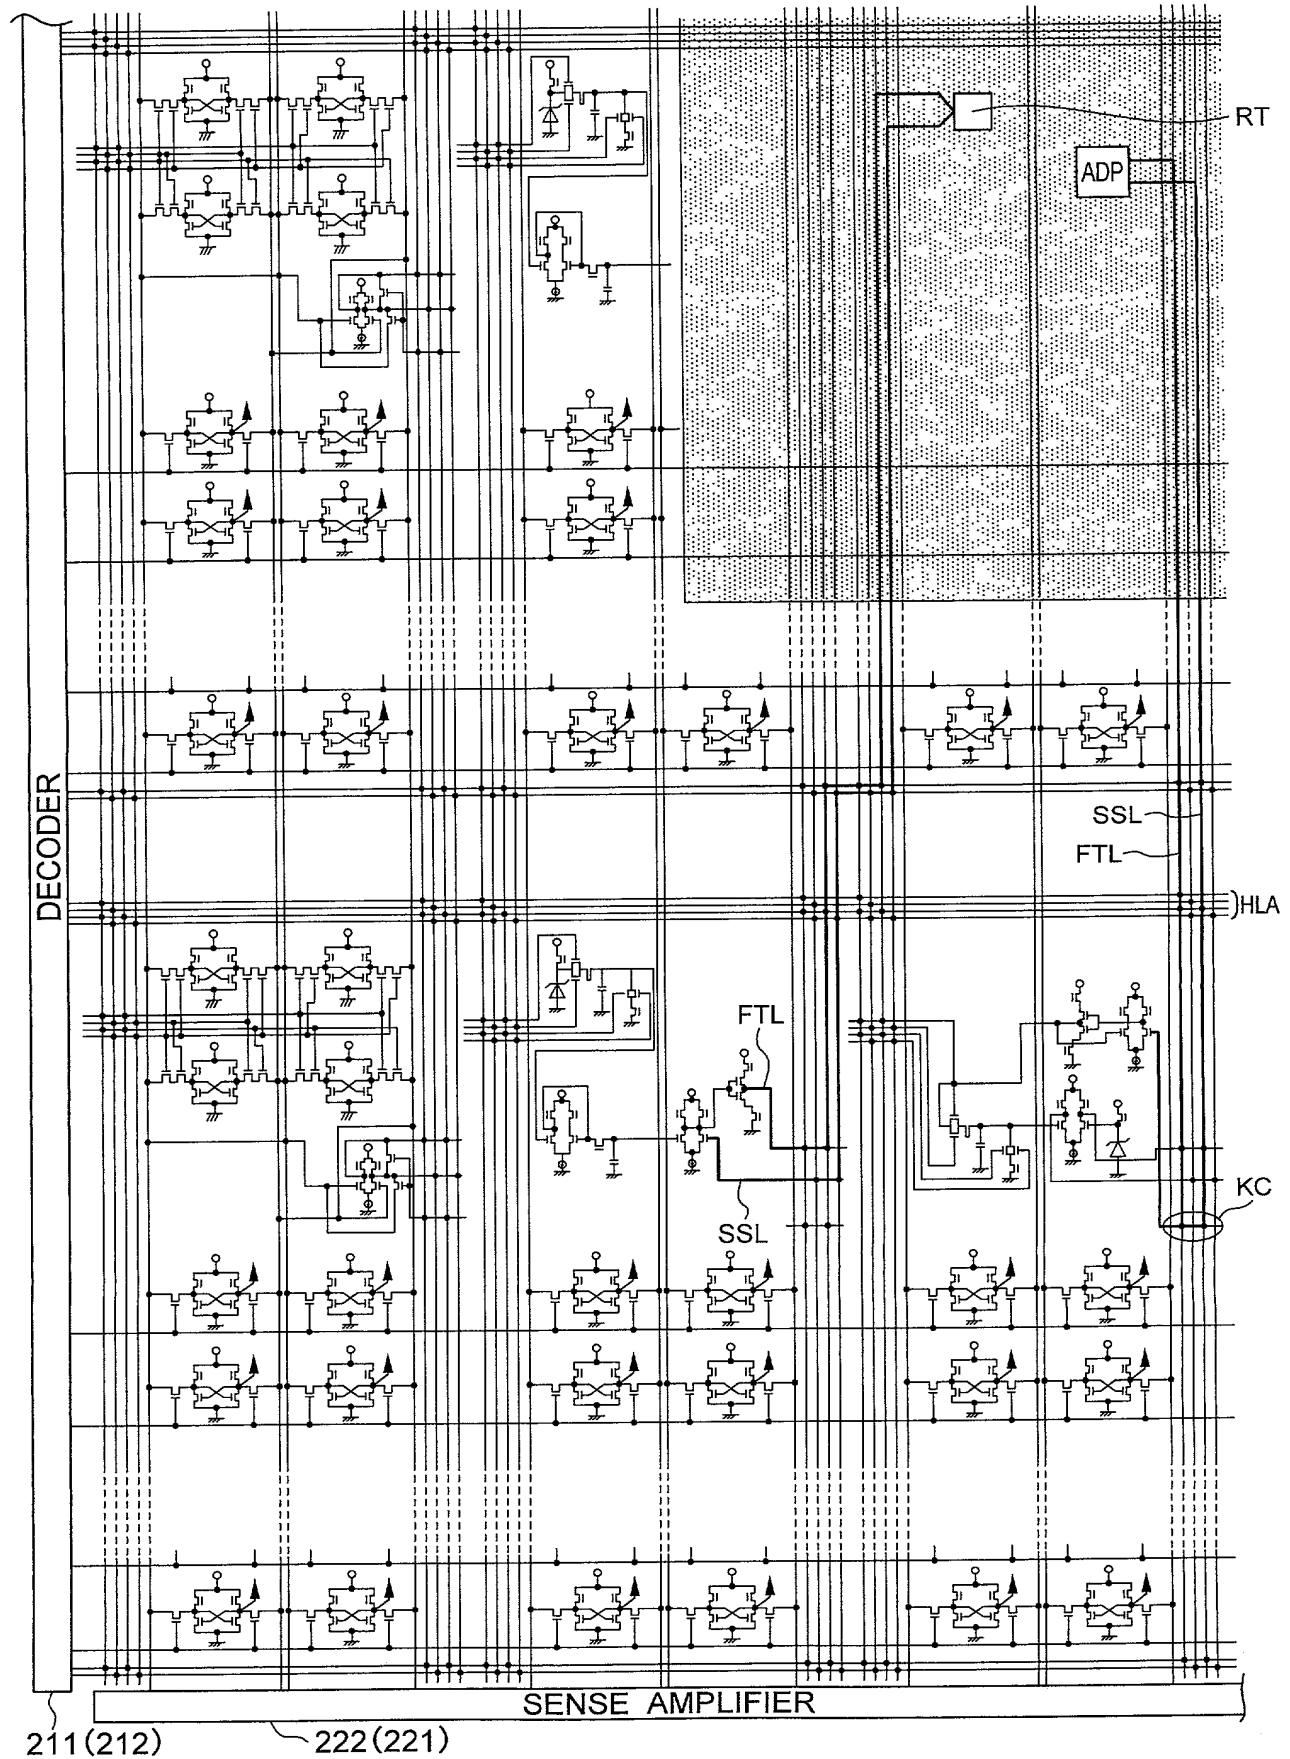 RT
ADP
DECODER
SSL
FTL
HLA
FTL
SSL
KC
SENSE AMPLIFIER
211(212)
222(221)